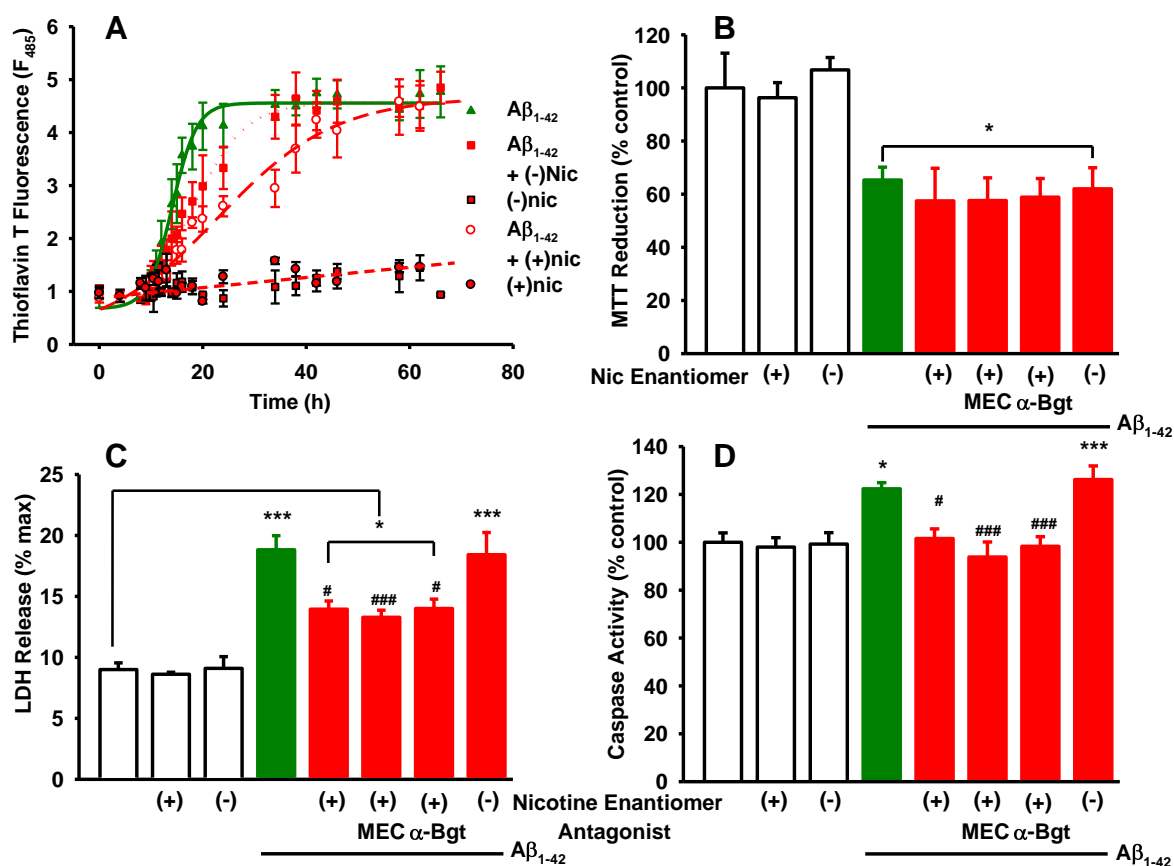 A
Thioflavin T Fluorescence (F485)
6
5
4
3
2
1
0
0 20 40 60 80
Time (h)
Aβ1-42
Aβ1-42
+ (-)Nic
(-)nic
Aβ1-42
+ (+)nic
(+)nic
B
MTT Reduction (% control)
120
100
80
60
40
20
0
*
Nic Enantiomer (+) (-) (+) (+) (+) (-)
MEC α-Bgt
Aβ1-42
C
LDH Release (% max)
25
20
15
10
5
0
*** * ***
# ### #
(+) (-) (+) (+) (+) (-) Nicotine Enantiomer
MEC α-Bgt Antagonist
Aβ1-42
D
Caspase Activity (% control)
140
120
100
80
60
40
20
0
* ***
# ### ###
(+) (-) (+) (+) (+) (-)
MEC α-Bgt
Aβ1-42